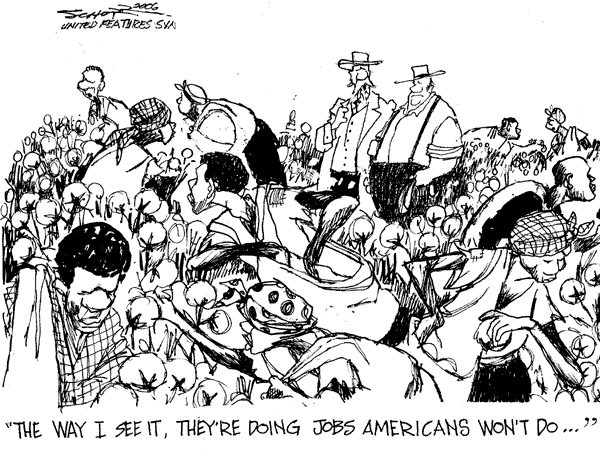 2006
UNITED FEATURES SYN
"THE WAY I SEE IT, THEY'RE DOING JOBS AMERICANS WON'T DO..."